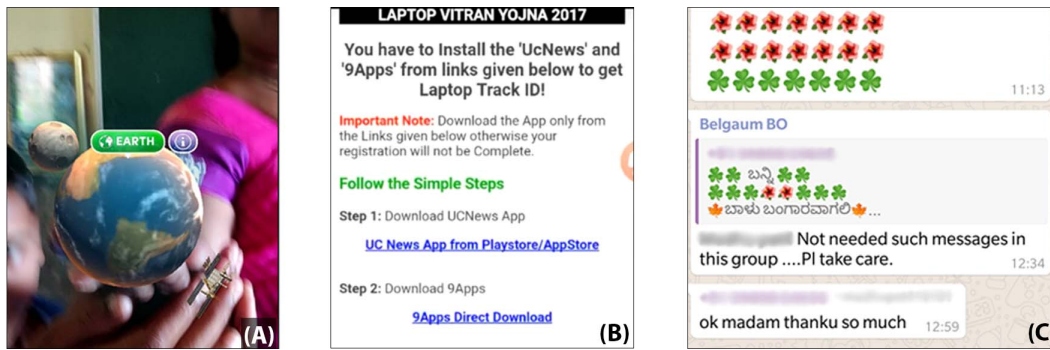 EARTH
(A)
LAPTOP VITRAN YOJNA 2017
You have to Install the 'UcNews' and
'9Apps' from links given below to get
Laptop Track ID!
Important Note: Download the App only from
the Links given below otherwise your
registration will not be Complete.
Follow the Simple Steps
Step 1: Download UCNews App
UC News App from Playstore/AppStore
Step 2: Download 9Apps
9Apps Direct Download
(B)
11:13
Belgaum BO
ಬನ್ನಿ
ಬಾಳು ಬಂಗಾರವಾಗಲಿ...
Not needed such messages in
this group ....Pl take care.
12:34
ok madam thanku so much 12:59
(C